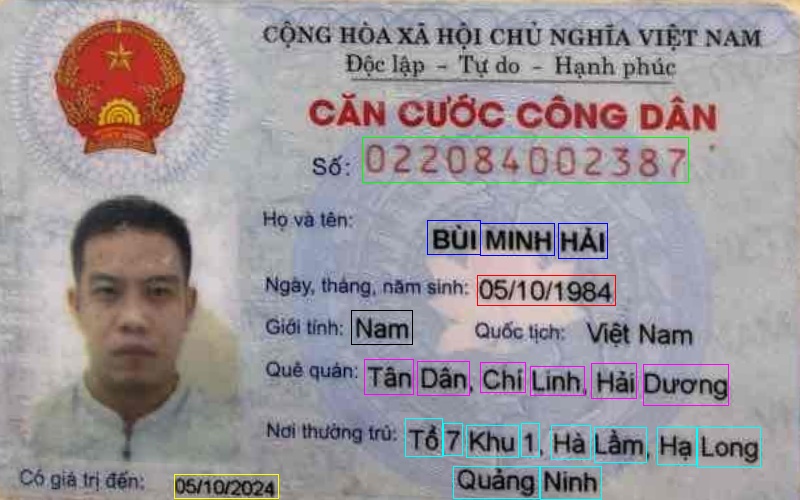 CỘNG HÒA XÃ HỘI CHỦ NGHĨA VIỆT NAM
Độc lập - Tự do - Hạnh phúc
CĂN CƯỚC CÔNG DÂN
Số: 022084002387
Họ và tên:
BÙI MINH HẢI
Ngày, tháng, năm sinh: 05/10/1984
Giới tính: Nam Quốc tịch: Việt Nam
Quê quán: Tân Dân, Chí Linh, Hải Dương
Nơi thường trú: Tổ 7 Khu 1, Hà Lầm, Hạ Long
Quảng Ninh
Có giá trị đến: 05/10/2024